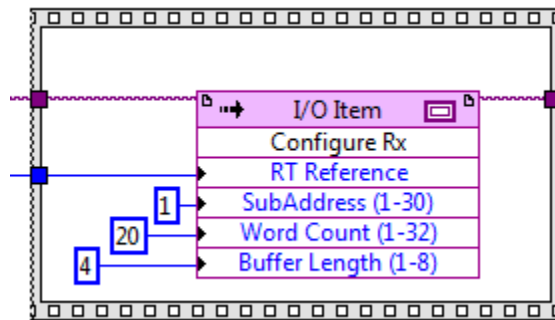 I/O Item
Configure Rx
RT Reference
1 SubAddress (1-30)
20 Word Count (1-32)
4 Buffer Length (1-8)